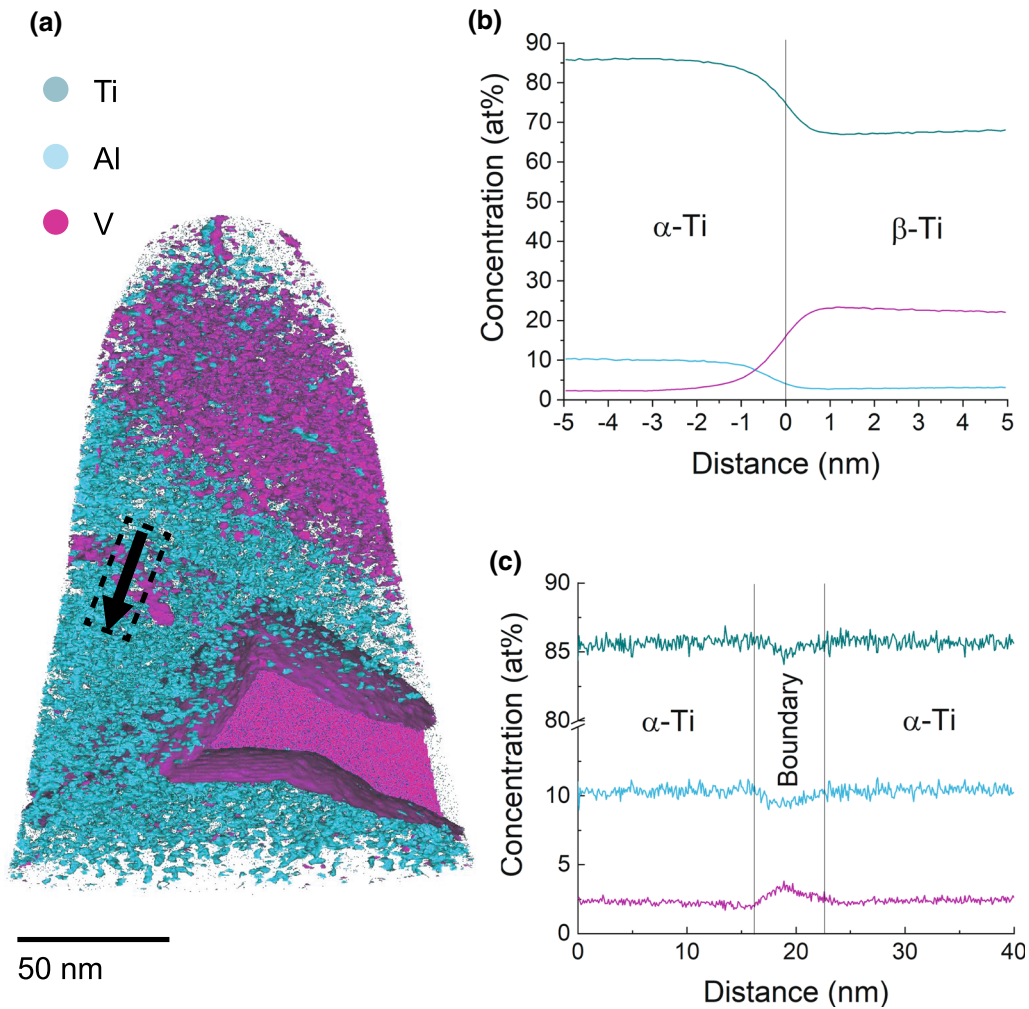 (a)
Ti
Al
V
50 nm
(b)
Concentration (at%)
90
80
70
60
50
40
30
20
10
0
α-Ti
β-Ti
-5 -4 -3 -2 -1 0 1 2 3 4 5
Distance (nm)
(c)
Concentration (at%)
90
85
80
10
5
0
α-Ti
Boundary
α-Ti
0 10 20 30 40
Distance (nm)